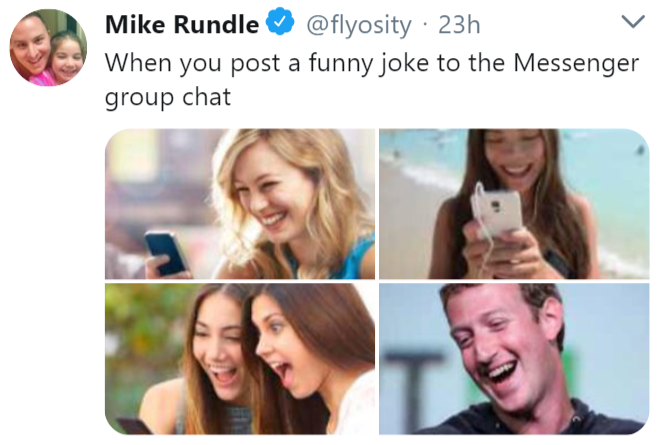 Mike Rundle @flyosity · 23h
When you post a funny joke to the Messenger
group chat